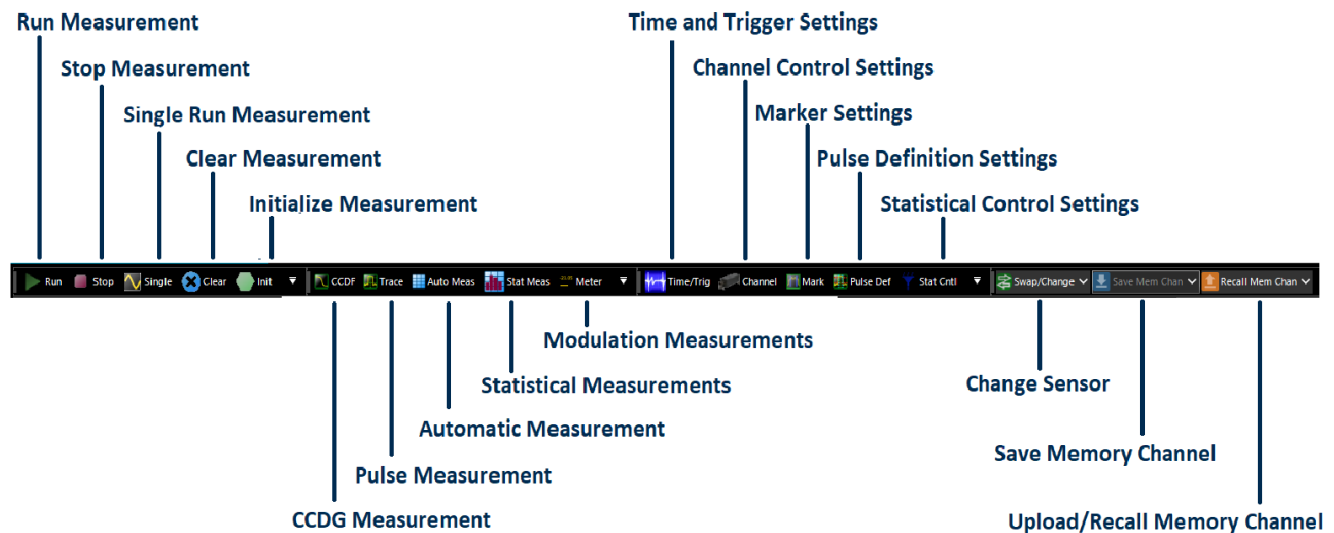 Run Measurement
Time and Trigger Settings
Stop Measurement
Channel Control Settings
Single Run Measurement
Marker Settings
Clear Measurement
Pulse Definition Settings
Initialize Measurement
Statistical Control Settings
Run Stop Single Clear Init CCDF Trace Auto Meas Stat Meas Meter Time/Trig Channel Mark Pulse Def Stat Cntl Swap/Change Save Mem Chan Recall Mem Chan
Modulation Measurements
Statistical Measurements
Change Sensor
Automatic Measurement
Save Memory Channel
Pulse Measurement
CCDG Measurement
Upload/Recall Memory Channel